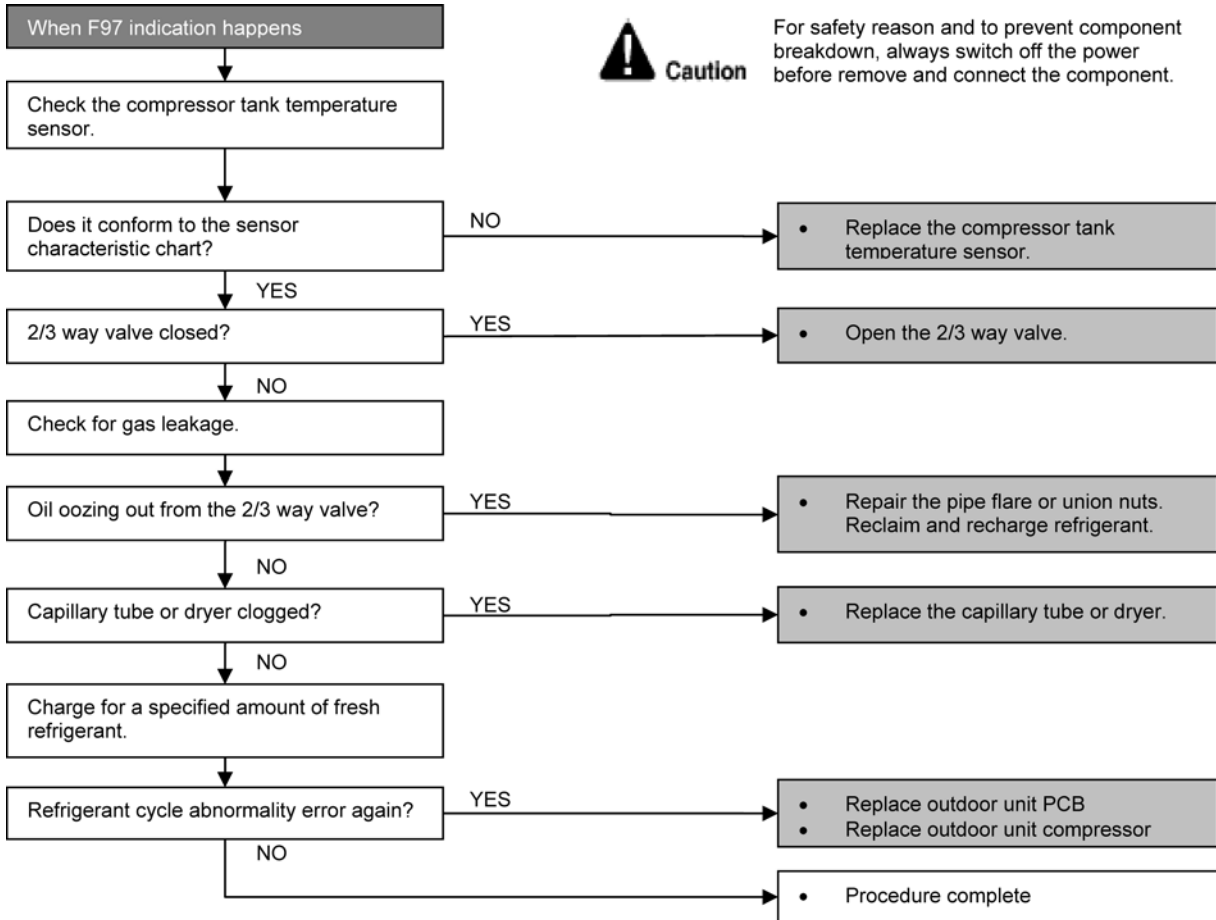 When F97 indication happens
Caution
For safety reason and to prevent component
breakdown, always switch off the power
before remove and connect the component.
Check the compressor tank temperature
sensor.
Does it conform to the sensor
characteristic chart?
NO
• Replace the compressor tank
temperature sensor.
YES
2/3 way valve closed?
YES
• Open the 2/3 way valve.
NO
Check for gas leakage.
Oil oozing out from the 2/3 way valve?
YES
• Repair the pipe flare or union nuts.
Reclaim and recharge refrigerant.
NO
Capillary tube or dryer clogged?
YES
• Replace the capillary tube or dryer.
NO
Charge for a specified amount of fresh
refrigerant.
Refrigerant cycle abnormality error again?
YES
• Replace outdoor unit PCB
• Replace outdoor unit compressor
NO
• Procedure complete